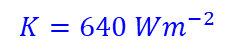 K = 640 Wm⁻²